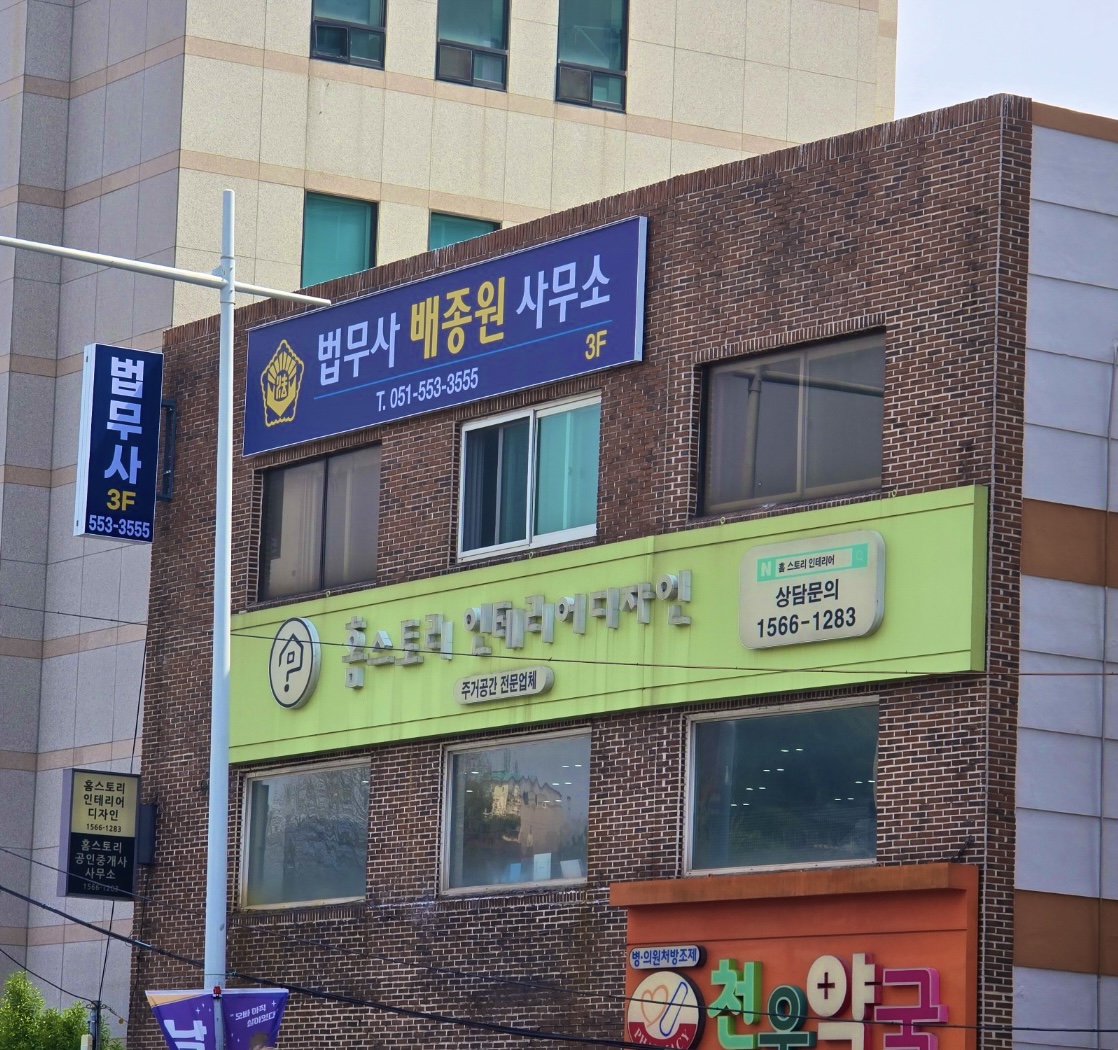 법무사 배종원 사무소
3F
T. 051-553-3555
法
법무사
3F
553-3555
홈스토리 인테리어디자인
주거공간 전문업체
N 홈 스토리 인테리어
상담문의
1566-1283
홈스토리
인테리어
디자인
1566-1283
홈스토리
공인중개사
사무소
1566-1283
병·의원처방조제
천우약국
PHARMACY